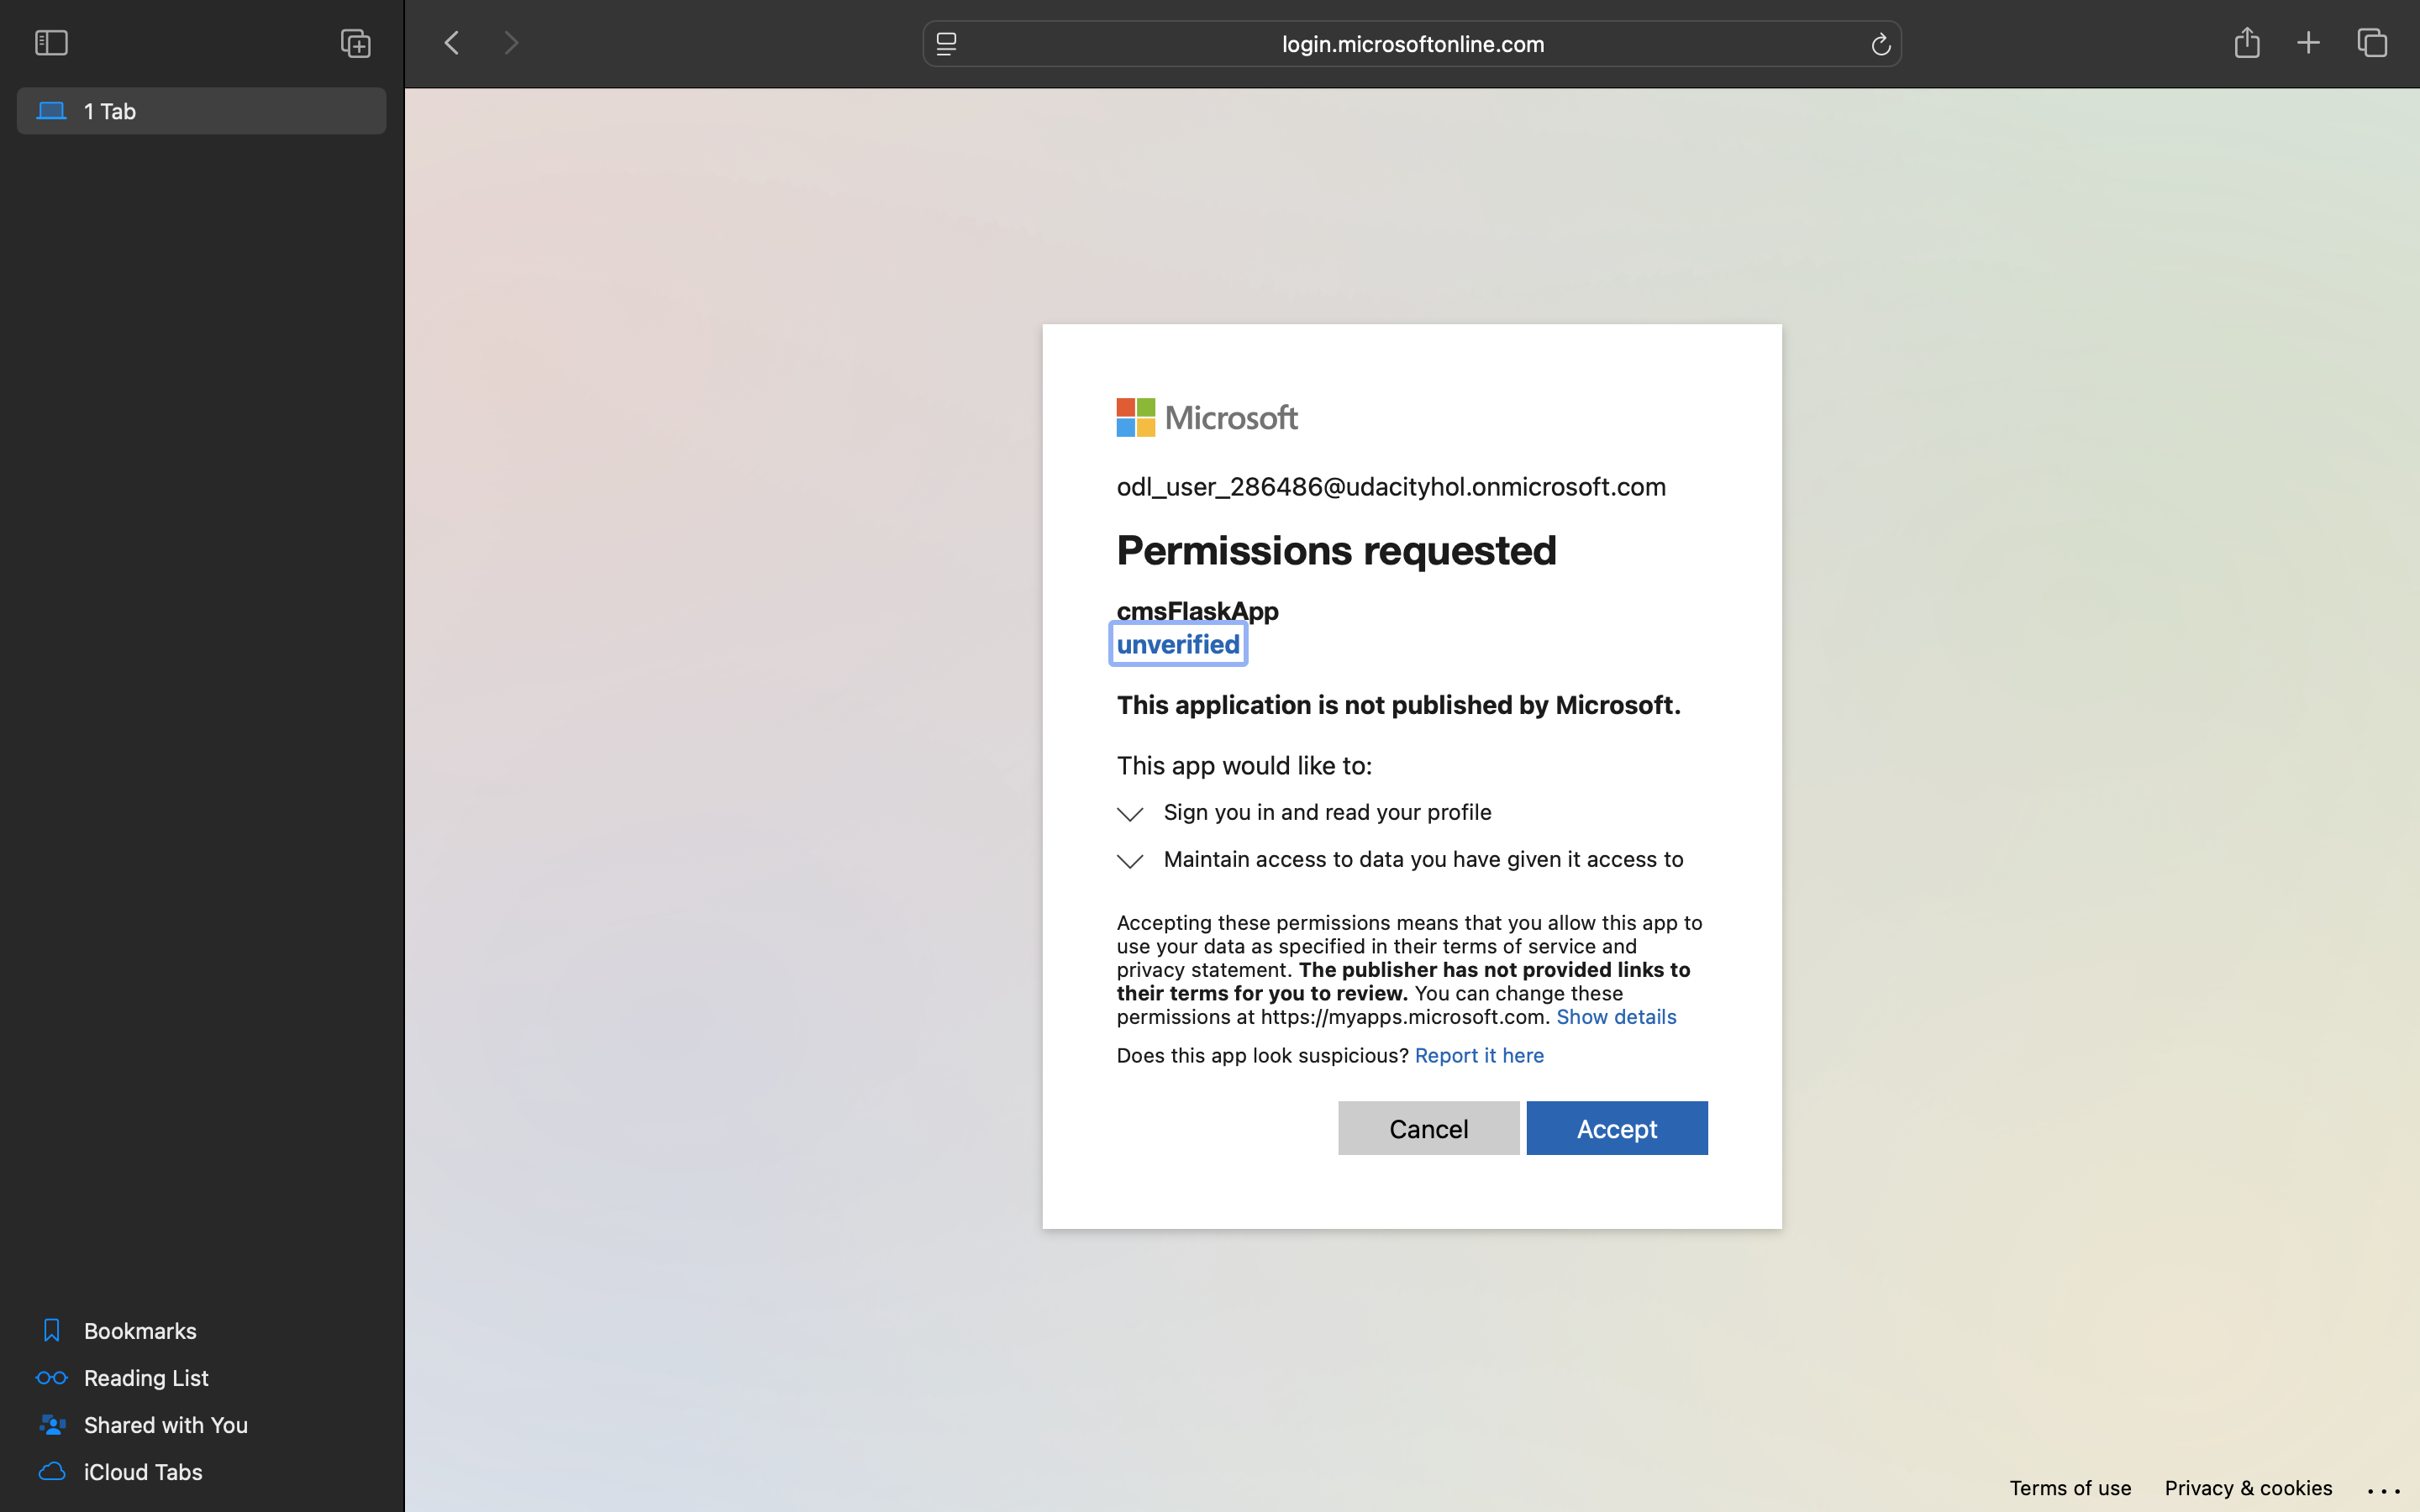 login.microsoftonline.com
1 Tab
Microsoft
odl_user_286486@udacityhol.onmicrosoft.com
Permissions requested
cmsFlaskApp
unverified
This application is not published by Microsoft.
This app would like to:
Sign you in and read your profile
Maintain access to data you have given it access to
Accepting these permissions means that you allow this app to
use your data as specified in their terms of service and
privacy statement. The publisher has not provided links to
their terms for you to review. You can change these
permissions at https://myapps.microsoft.com. Show details
Does this app look suspicious? Report it here
Cancel
Accept
Bookmarks
Reading List
Shared with You
iCloud Tabs
Terms of use
Privacy & cookies
...